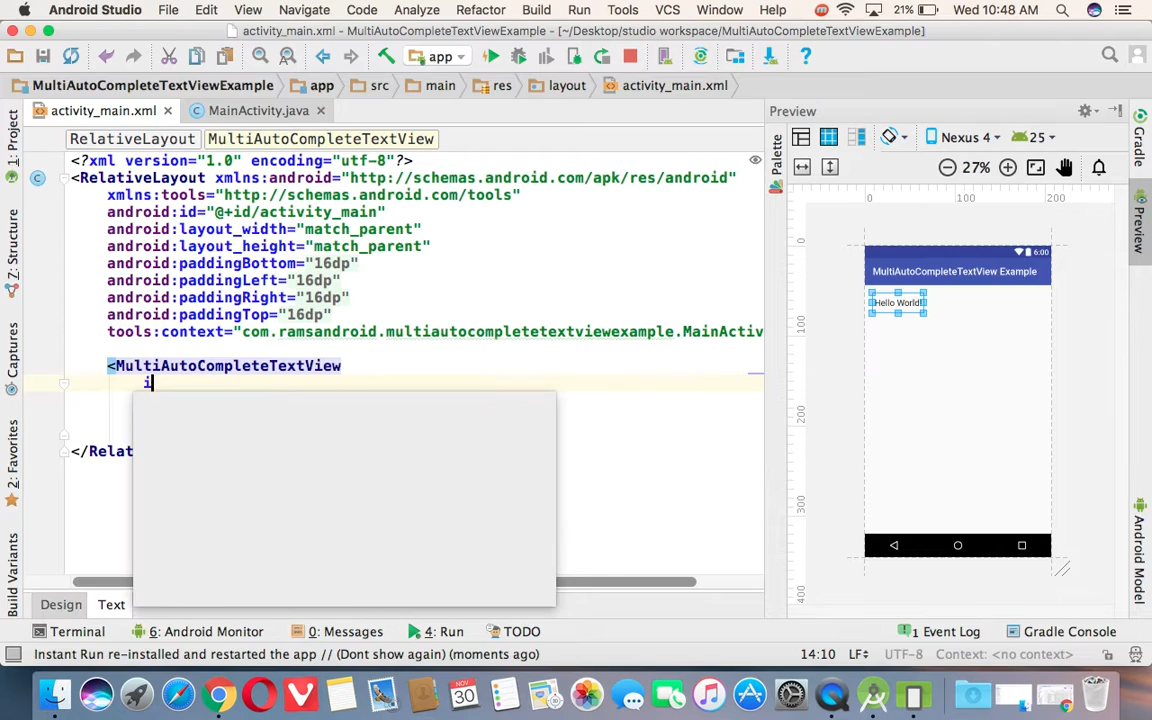 Android Studio File Edit View Navigate Code Analyze Refactor Build Run Tools VCS Window Help 21% Wed 10:48 AM
activity_main.xml - MultiAutoCompleteTextViewExample - [~/Desktop/studio workspace/MultiAutoCompleteTextViewExample]
app
MultiAutoCompleteTextViewExample app src main res layout activity_main.xml
activity_main.xml MainActivity.java
RelativeLayout MultiAutoCompleteTextView
<?xml version="1.0" encoding="utf-8"?>
<RelativeLayout xmlns:android="http://schemas.android.com/apk/res/android"
xmlns:tools="http://schemas.android.com/tools"
android:id="@+id/activity_main"
android:layout_width="match_parent"
android:layout_height="match_parent"
android:paddingBottom="16dp"
android:paddingLeft="16dp"
android:paddingRight="16dp"
android:paddingTop="16dp"
tools:context="com.ramsandroid.multiautocompletetextviewexample.MainActiv
<MultiAutoCompleteTextView
i
</Relat
Design Text
1: Project
7: Structure
Captures
2: Favorites
Build Variants
Preview
Palette
Nexus 4 25
27%
0 100 200
0
100
200
300
400
6:00
MultiAutoCompleteTextView Example
Hello World!
Gradle
Preview
Android Model
Terminal 6: Android Monitor 0: Messages 4: Run TODO 1 Event Log Gradle Console
Instant Run re-installed and restarted the app // (Dont show again) (moments ago) 14:10 LF UTF-8 Context: <no context>
NOV
30